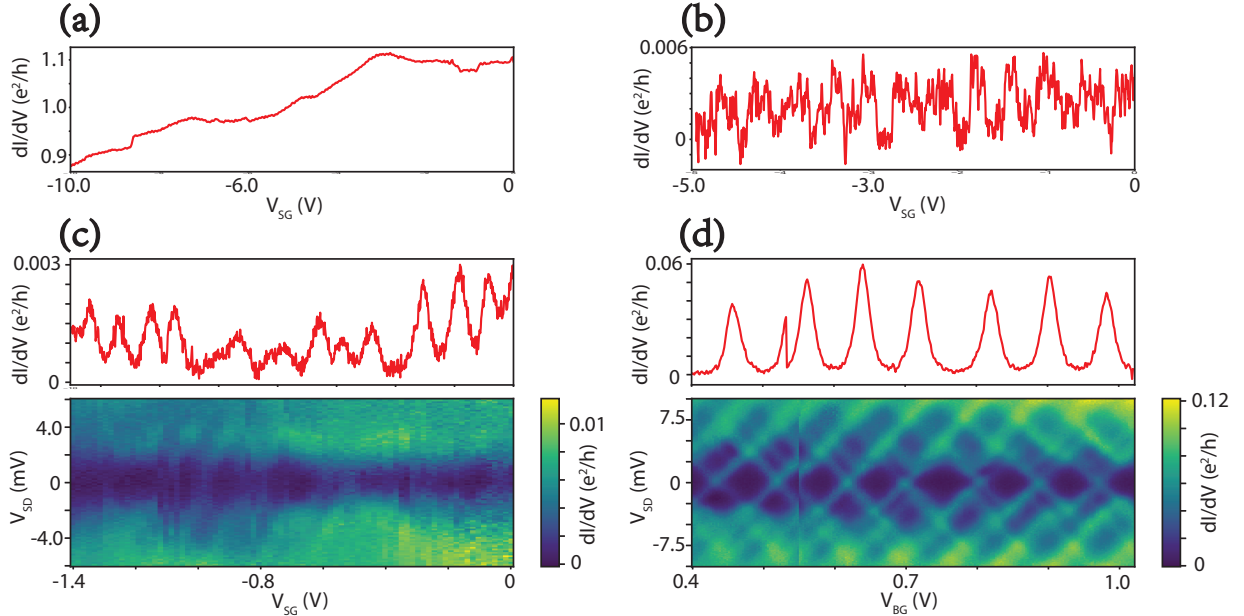 (a)
1.1
1.0
0.9
dI/dV (e²/h)
-10.0
-6.0
0
V_SG (V)
(b)
0.006
0
dI/dV (e²/h)
-5.0
-3.0
0
V_SG (V)
(c)
0.003
0
dI/dV (e²/h)
4.0
0
-4.0
V_SD (mV)
-1.4
-0.8
0
V_SG (V)
0.01
0
dI/dV (e²/h)
(d)
0.06
0
dI/dV (e²/h)
7.5
0
-7.5
V_SD (mV)
0.4
0.7
1.0
V_BG (V)
0.12
0
dI/dV (e²/h)